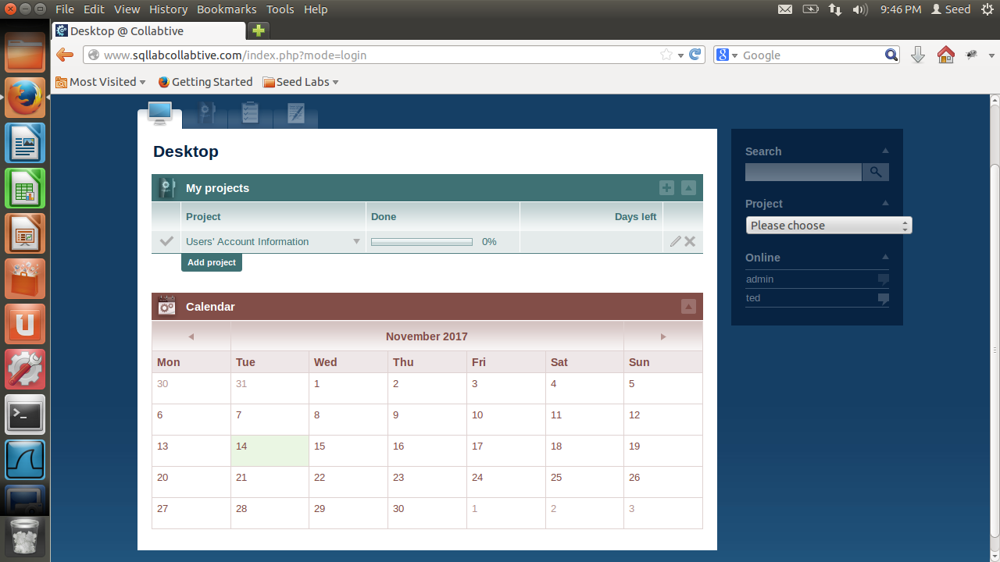 File Edit View History Bookmarks Tools Help 9:46 PM Seed
Desktop @ Collabtive
www.sqllabcollabtive.com/index.php?mode=login Google
Most Visited Getting Started Seed Labs
Desktop
My projects
Project Done Days left
Users' Account Information 0%
Add project
Calendar
November 2017
Mon Tue Wed Thu Fri Sat Sun
30 31 1 2 3 4 5
6 7 8 9 10 11 12
13 14 15 16 17 18 19
20 21 22 23 24 25 26
27 28 29 30 1 2 3
Search
Project
Please choose
Online
admin
ted